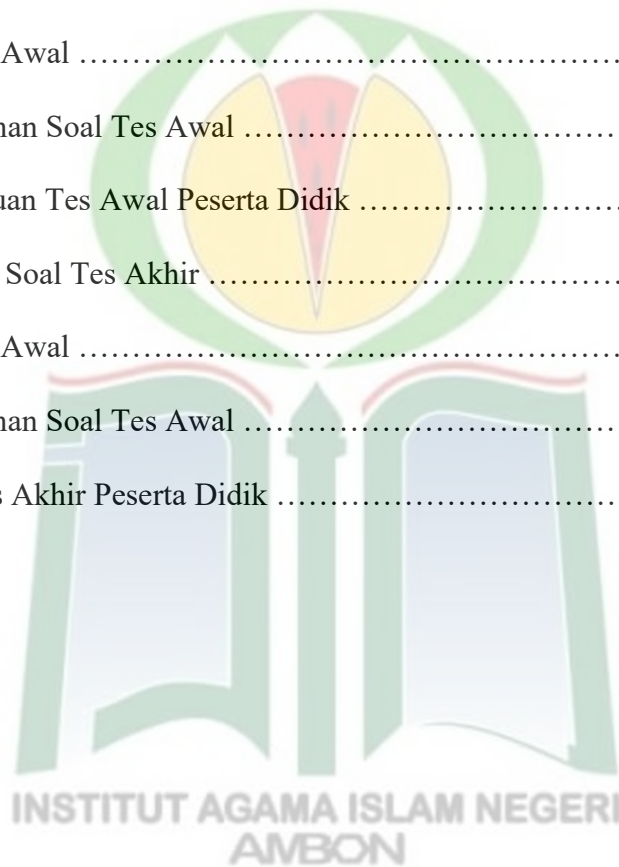 Awal ……………………………………………
nan Soal Tes Awal ………………………………
uan Tes Awal Peserta Didik ………………………
Soal Tes Akhir …………………………………
Awal ……………………………………………
nan Soal Tes Awal ………………………………
s Akhir Peserta Didik ……………………………
INSTITUT AGAMA ISLAM NEGERI
AMBON